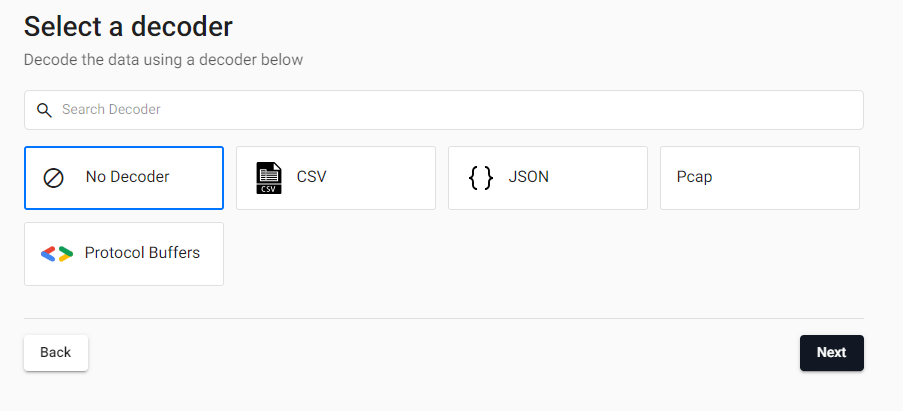 Select a decoder
Decode the data using a decoder below
Search Decoder
No Decoder
CSV
CSV
JSON
Pcap
Protocol Buffers
Back
Next